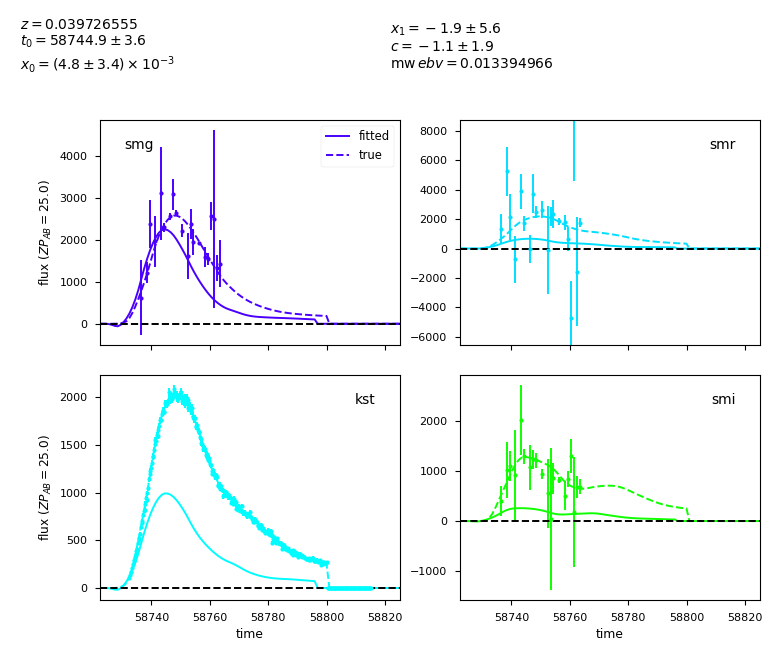 z = 0.039726555
t₀ = 58744.9 ± 3.6
x₀ = (4.8 ± 3.4) × 10⁻³
x₁ = −1.9 ± 5.6
c = −1.1 ± 1.9
mw ebv = 0.013394966
smg
fitted
true
4000
3000
2000
1000
0
flux (ZP_AB = 25.0)
smr
8000
6000
4000
2000
0
−2000
−4000
−6000
kst
2000
1500
1000
500
0
flux (ZP_AB = 25.0)
58740 58760 58780 58800 58820
time
smi
2000
1000
0
−1000
58740 58760 58780 58800 58820
time